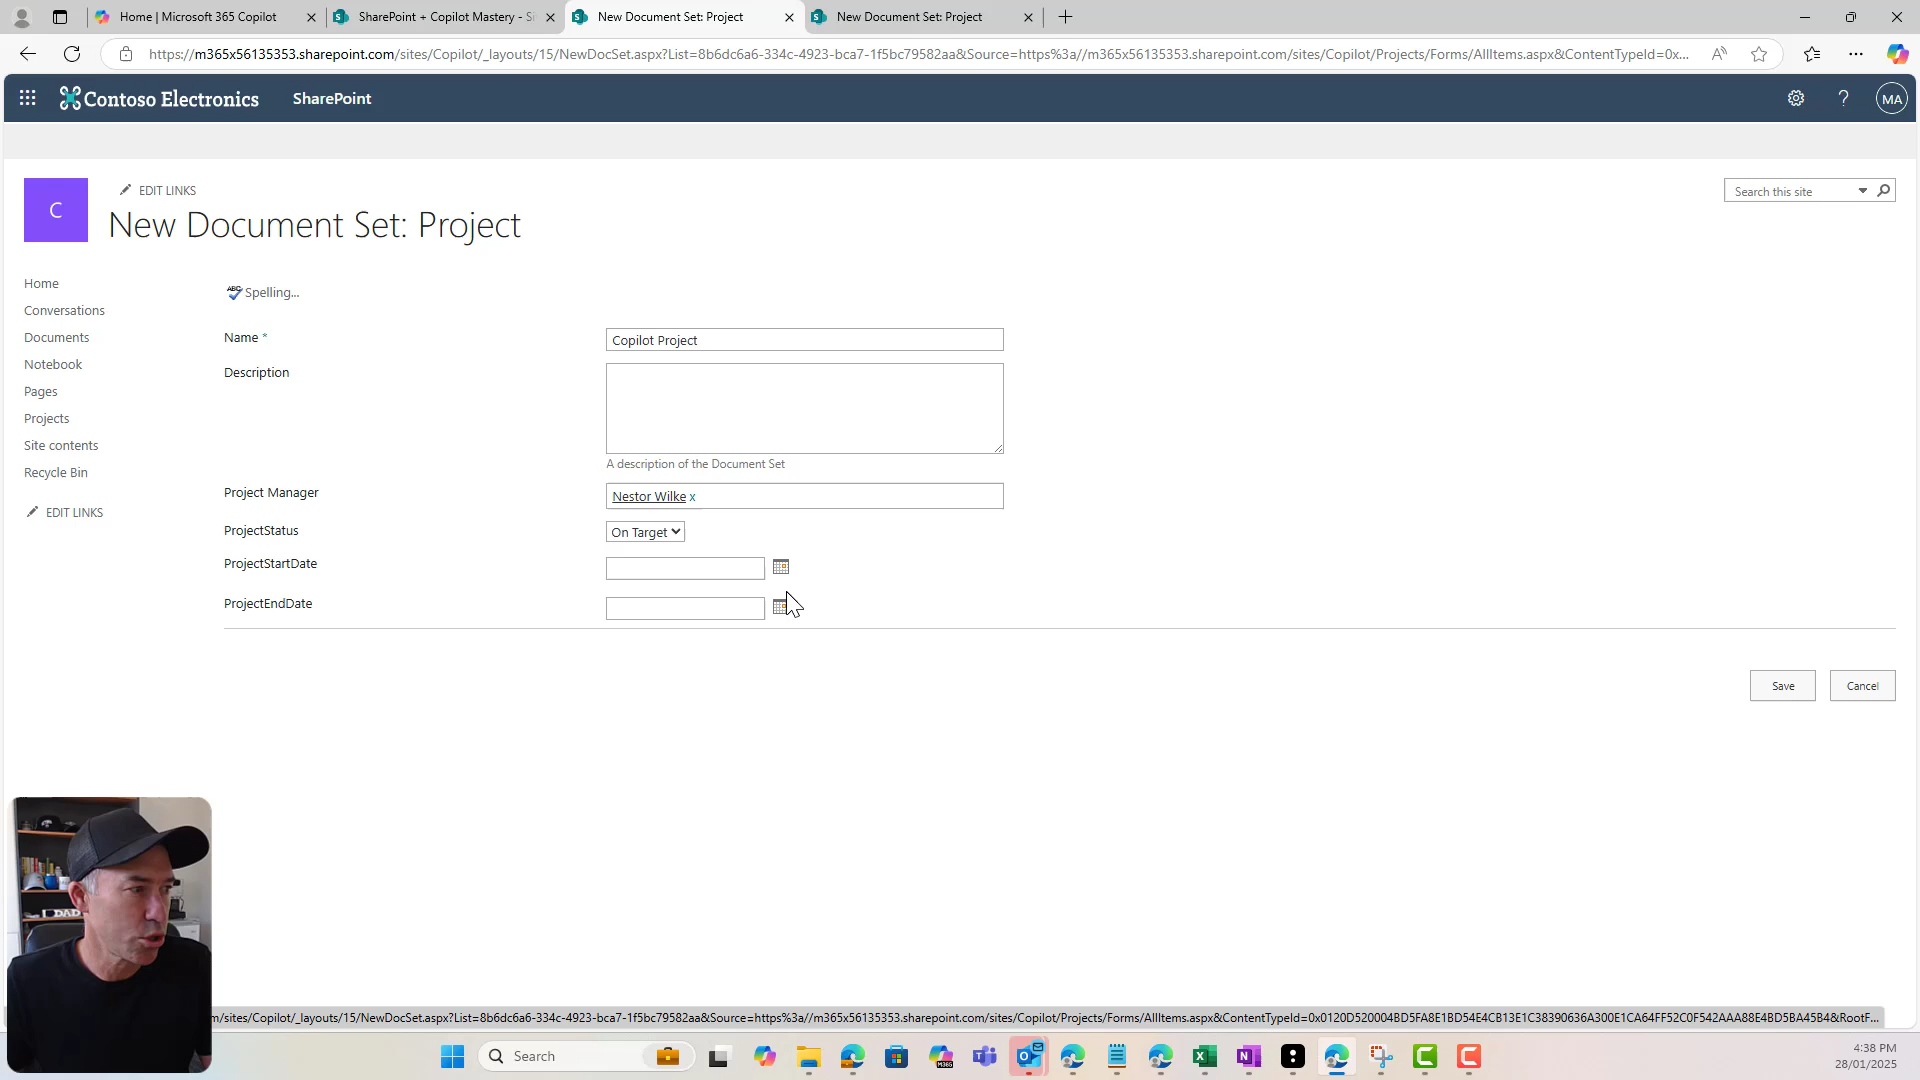 Home | Microsoft 365 Copilot
SharePoint + Copilot Mastery - Si
New Document Set: Project
New Document Set: Project
https://m365x56135353.sharepoint.com/sites/Copilot/_layouts/15/NewDocSet.aspx?List=8b6dc6a6-334c-4923-bca7-1f5bc79582aa&Source=https%3a//m365x56135353.sharepoint.com/sites/Copilot/Projects/Forms/AllItems.aspx&ContentTypeId=0x...
Contoso Electronics
SharePoint
MA
C
EDIT LINKS
New Document Set: Project
Search this site
Home
Conversations
Documents
Notebook
Pages
Projects
Site contents
Recycle Bin
EDIT LINKS
ABC Spelling...
Name *
Copilot Project
Description
A description of the Document Set
Project Manager
Nestor Wilke x
ProjectStatus
On Target
ProjectStartDate
ProjectEndDate
Save
Cancel
DAD
m/sites/Copilot/_layouts/15/NewDocSet.aspx?List=8b6dc6a6-334c-4923-bca7-1f5bc79582aa&Source=https%3a//m365x56135353.sharepoint.com/sites/Copilot/Projects/Forms/AllItems.aspx&ContentTypeId=0x0120D520004BD5FA8E1BD54E4CB13E1C38390636A300E1CA64FF52C0F542AAA88E4BD5BA45B4&RootF...
Search
M365
4:38 PM
28/01/2025